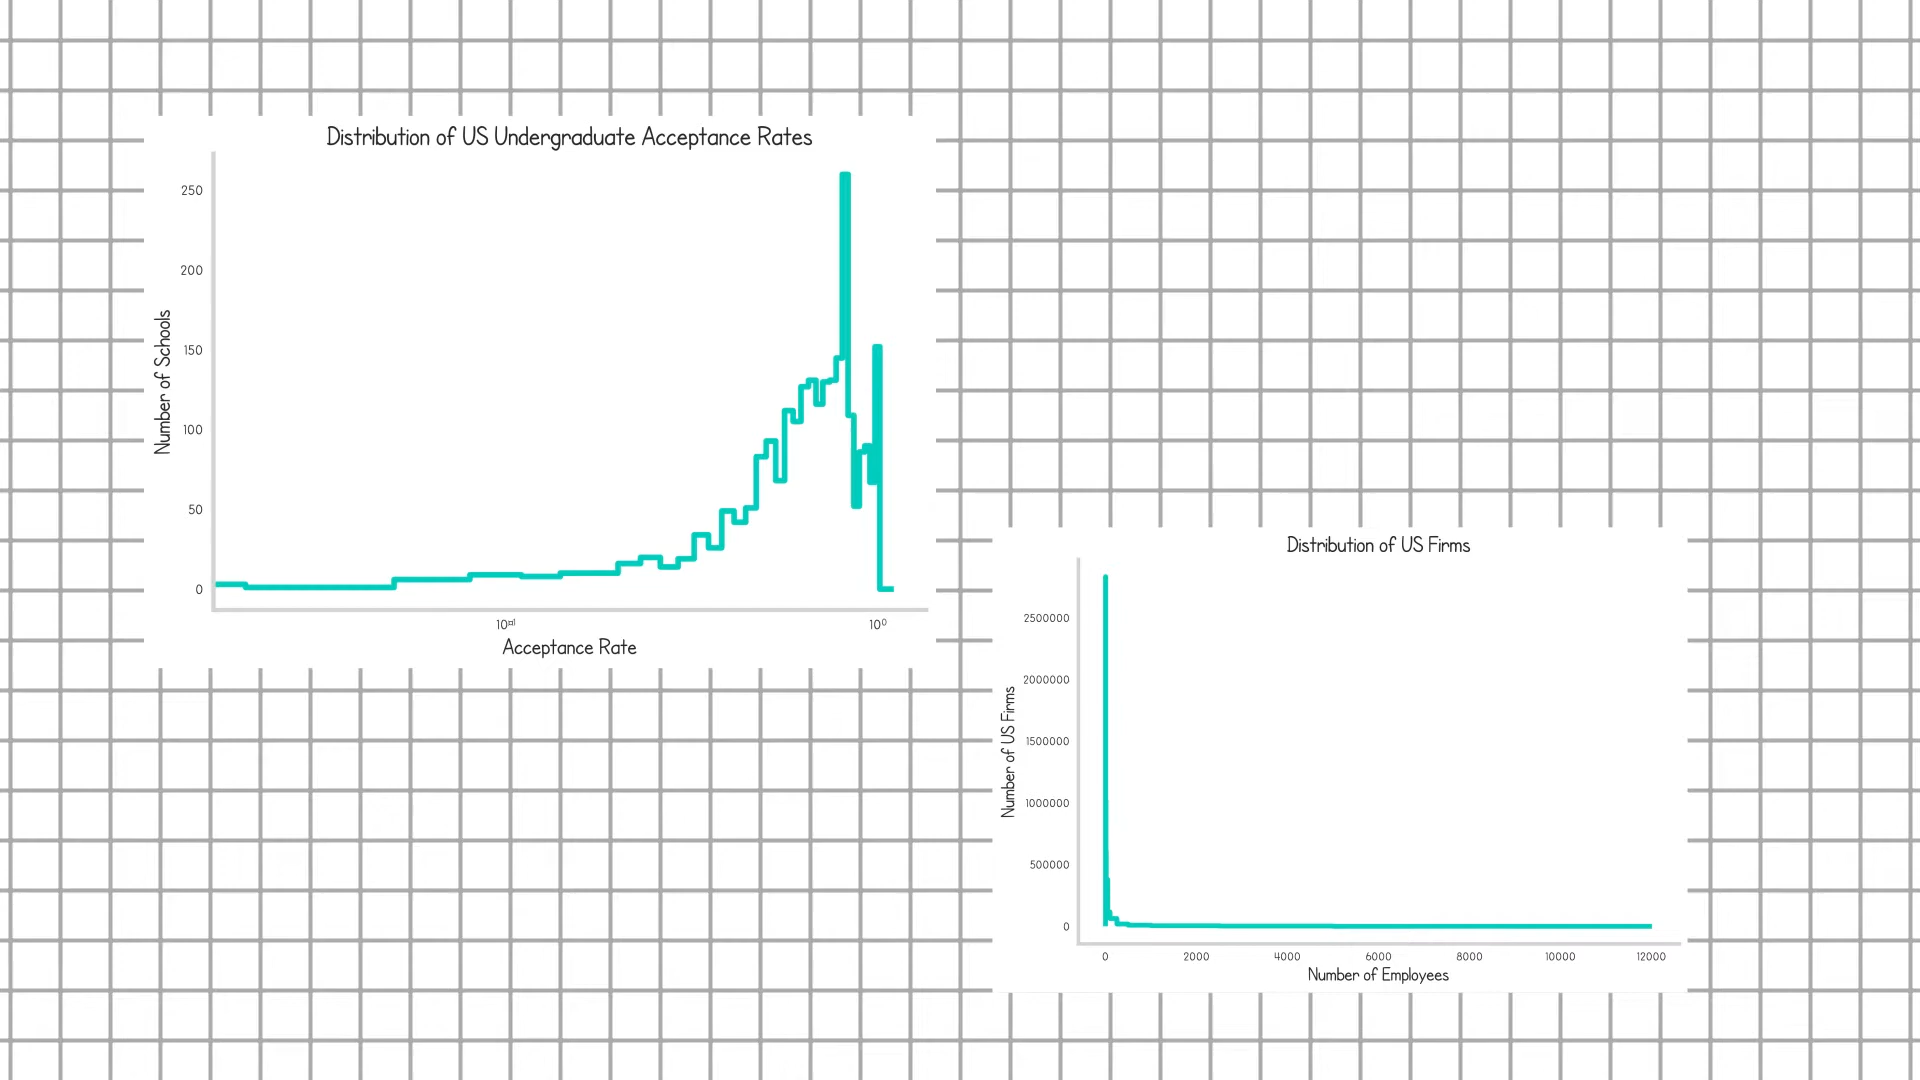 Distribution of US Undergraduate Acceptance Rates
Number of Schools
250
200
150
100
50
0
10⁰
Acceptance Rate
Distribution of US Firms
Number of US Firms
2500000
2000000
1500000
1000000
500000
0
0 2000 4000 6000 8000 10000 12000
Number of Employees